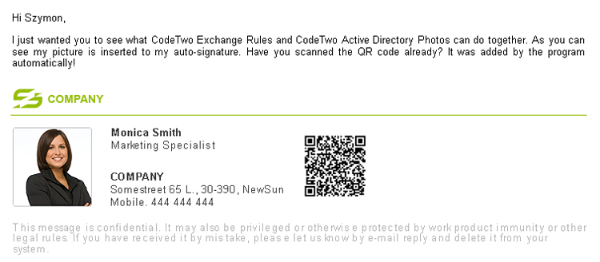 Hi Szymon,
I just wanted you to see what CodeTwo Exchange Rules and CodeTwo Active Directory Photos can do together. As you can
see my picture is inserted to my auto-signature. Have you scanned the QR code already? It was added by the program
automatically!
COMPANY
Monica Smith
Marketing Specialist
COMPANY
Somestreet 65 L., 30-390, NewSun
Mobile. 444 444 444
This message is confidential. It may also be privileged or otherwise protected by work product immunity or other
legal rules. If you have received it by mistake, please let us know by e-mail reply and delete it from your
system.